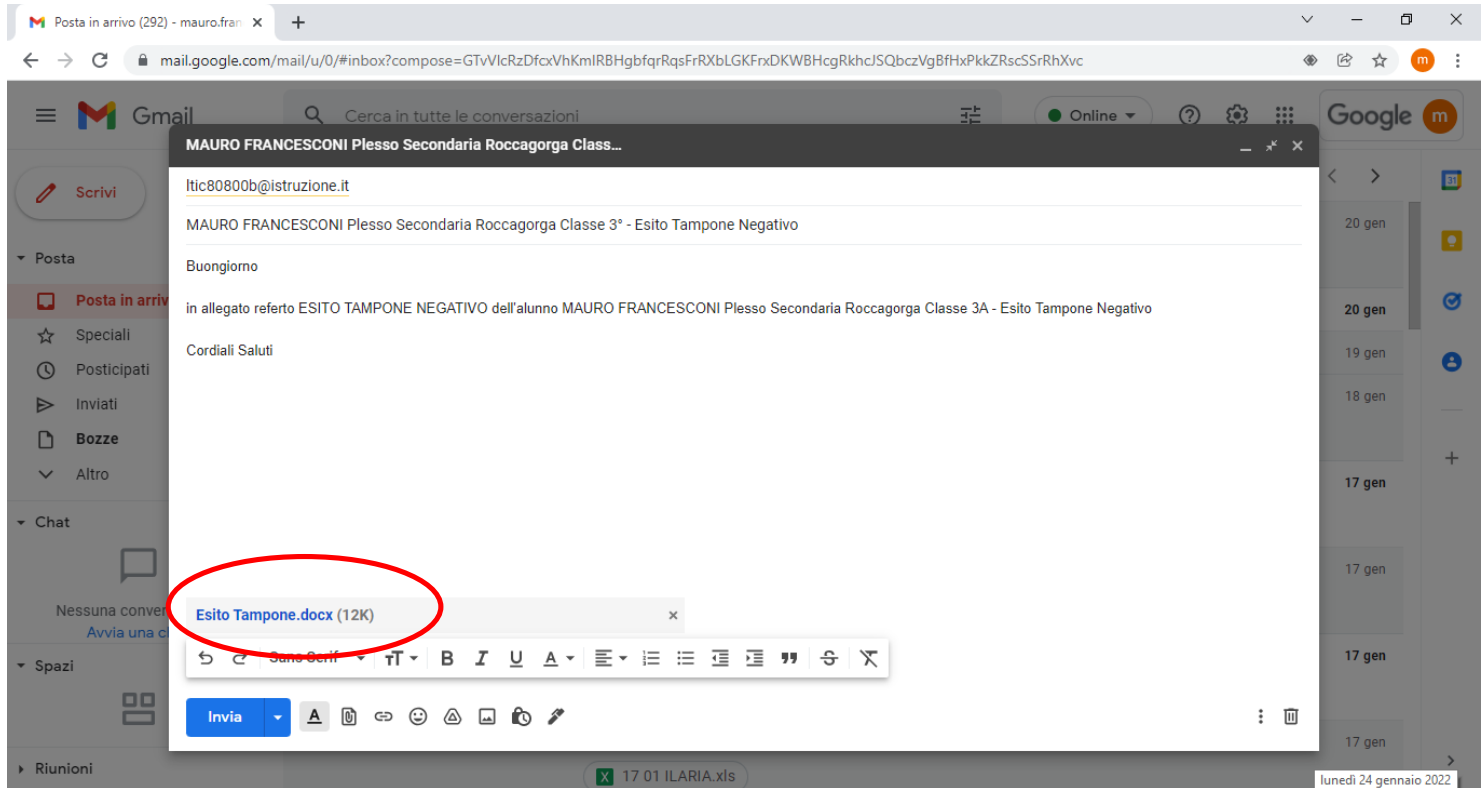 Posta in arrivo (292) - mauro.fran
mail.google.com/mail/u/0/#inbox?compose=GTvVlcRzDfcxVhKmlRBHgbfqrRqsFrRXbLGKFrxDKWBHcgRkhcJSQbczVgBfHxPkkZRscSSrRhXvc
m
Gmail
Cerca in tutte le conversazioni
Online
Google
m
MAURO FRANCESCONI Plesso Secondaria Roccagorga Class...
ltic80800b@istruzione.it
MAURO FRANCESCONI Plesso Secondaria Roccagorga Classe 3° - Esito Tampone Negativo
Buongiorno
in allegato referto ESITO TAMPONE NEGATIVO dell'alunno MAURO FRANCESCONI Plesso Secondaria Roccagorga Classe 3A - Esito Tampone Negativo
Cordiali Saluti
Esito Tampone.docx (12K)
Sans Serif
Invia
Scrivi
Posta
Posta in arriv
Speciali
Posticipati
Inviati
Bozze
Altro
Chat
Nessuna conver
Avvia una c
Spazi
Riunioni
20 gen
20 gen
19 gen
18 gen
17 gen
17 gen
17 gen
17 gen
31
17 01 ILARIA.xls
lunedì 24 gennaio 2022